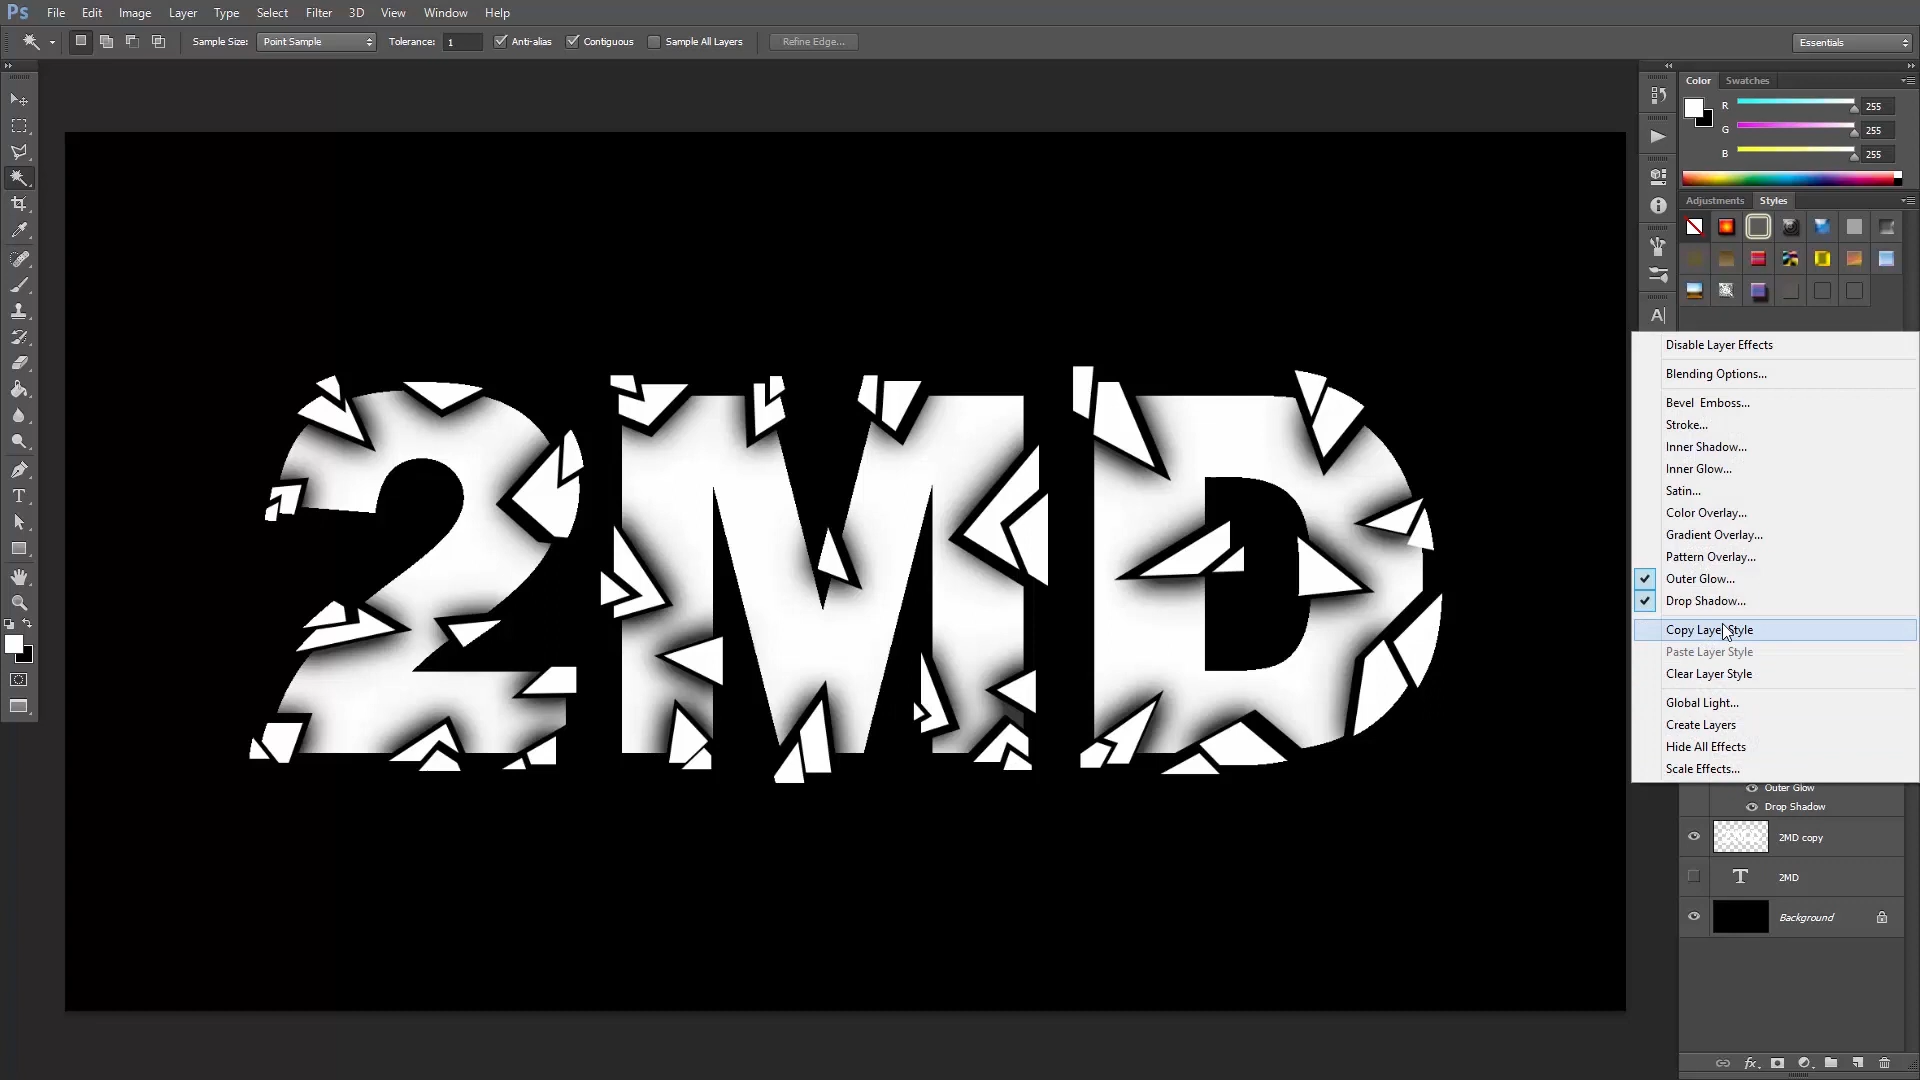 Ps File Edit Image Layer Type Select Filter 3D View Window Help
Sample Size: Point Sample Tolerance: 1 Anti-alias Contiguous Sample All Layers Refine Edge... Essentials
Color Swatches
R 255
G 255
B 255
Adjustments Styles
A
2MD
Disable Layer Effects
Blending Options...
Bevel Emboss...
Stroke...
Inner Shadow...
Inner Glow...
Satin...
Color Overlay...
Gradient Overlay...
Pattern Overlay...
Outer Glow...
Drop Shadow...
Copy Layer Style
Paste Layer Style
Clear Layer Style
Global Light...
Create Layers
Hide All Effects
Scale Effects...
Outer Glow
Drop Shadow
2MD copy
T 2MD
Background
fx